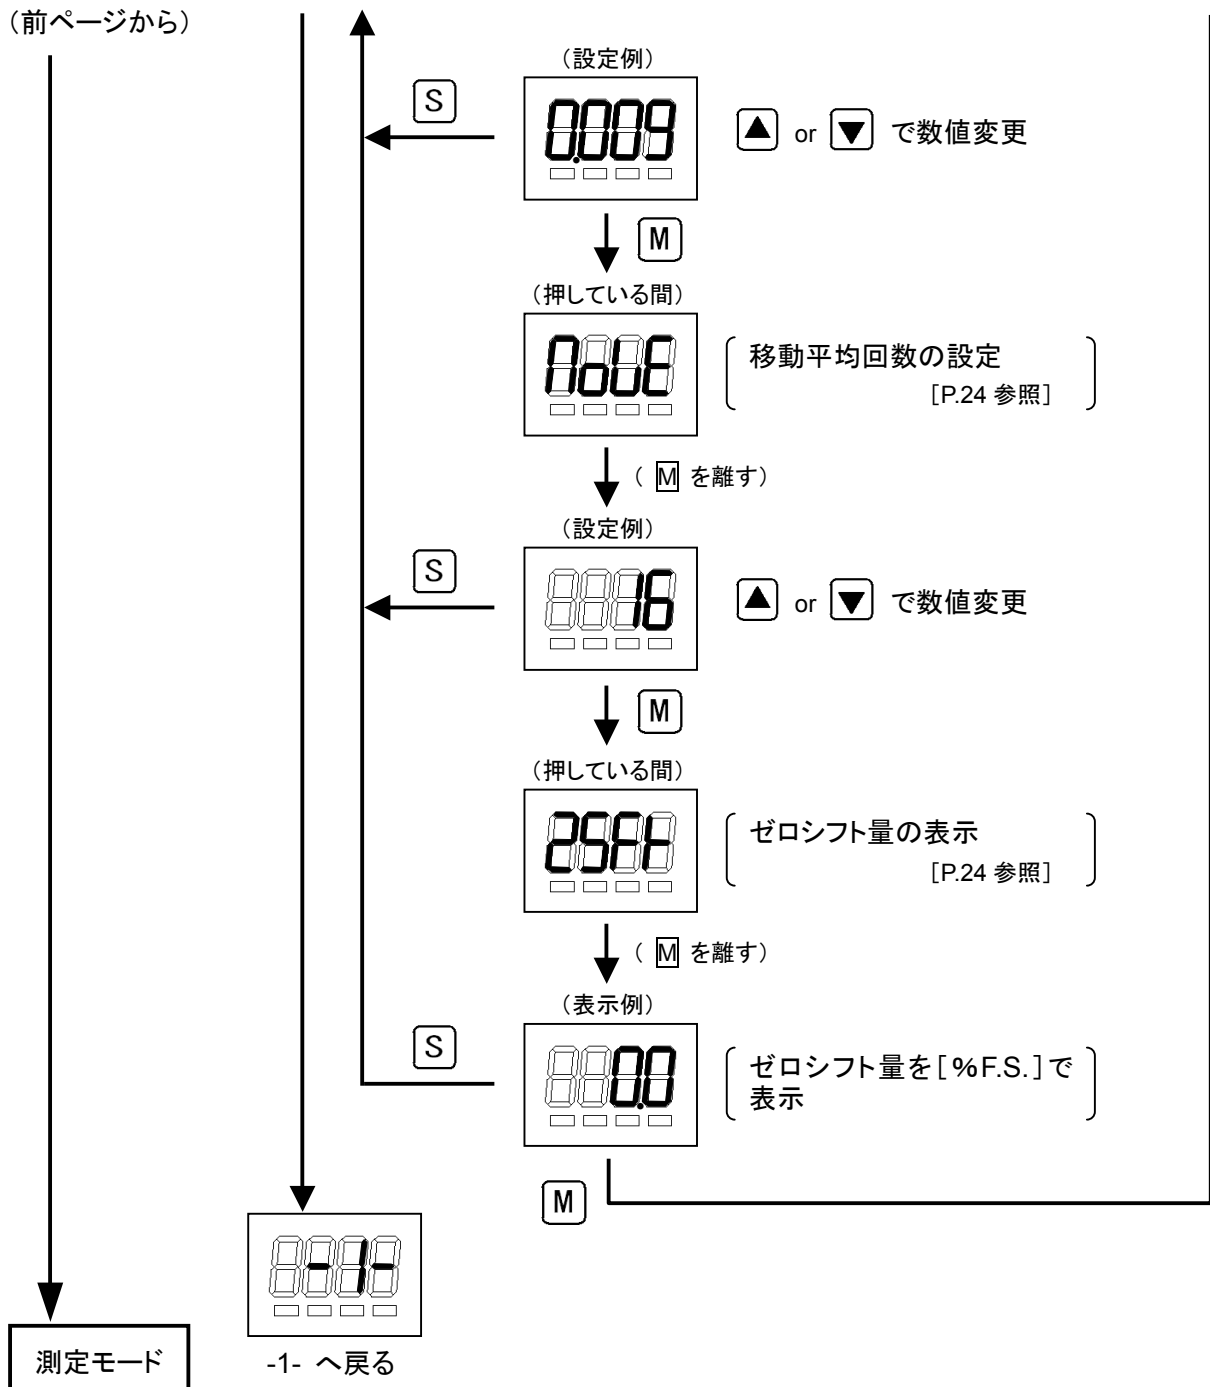 （前ページから）
（設定例）
S
0.009
▲ or ▼ で数値変更
M
（押している間）
MoVE
移動平均回数の設定
［P.24 参照］
（ M を離す）
（設定例）
S
16
▲ or ▼ で数値変更
M
（押している間）
2SFt
ゼロシフト量の表示
［P.24 参照］
（ M を離す）
（表示例）
S
0.0
ゼロシフト量を［%F.S.］で
表示
M
-1-
測定モード
-1- へ戻る